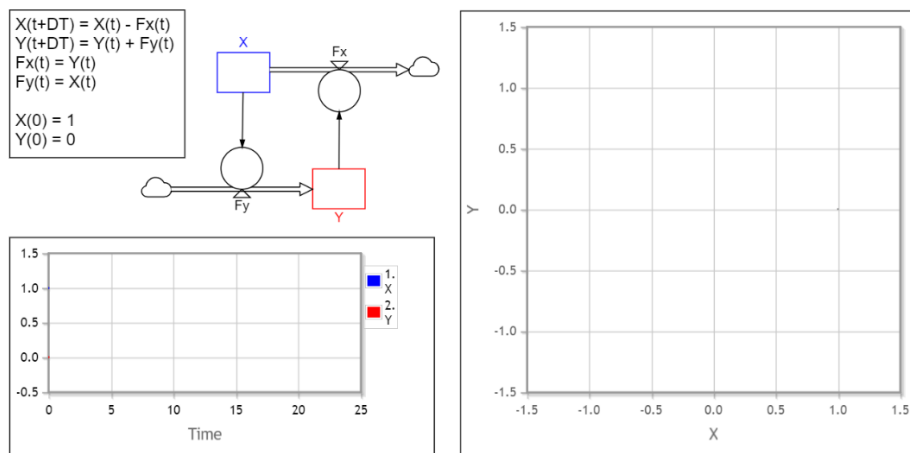 X(t+DT) = X(t) - Fx(t)
Y(t+DT) = Y(t) + Fy(t)
Fx(t) = Y(t)
Fy(t) = X(t)
X(0) = 1
Y(0) = 0
X
Fx
Fy
Y
1.5
1.0
0.5
0.0
-0.5
0
5
10
15
20
25
Time
1.
X
2.
Y
1.5
1.0
0.5
0.0
-0.5
-1.0
-1.5
Y
-1.5
-1.0
-0.5
0.0
0.5
1.0
1.5
X